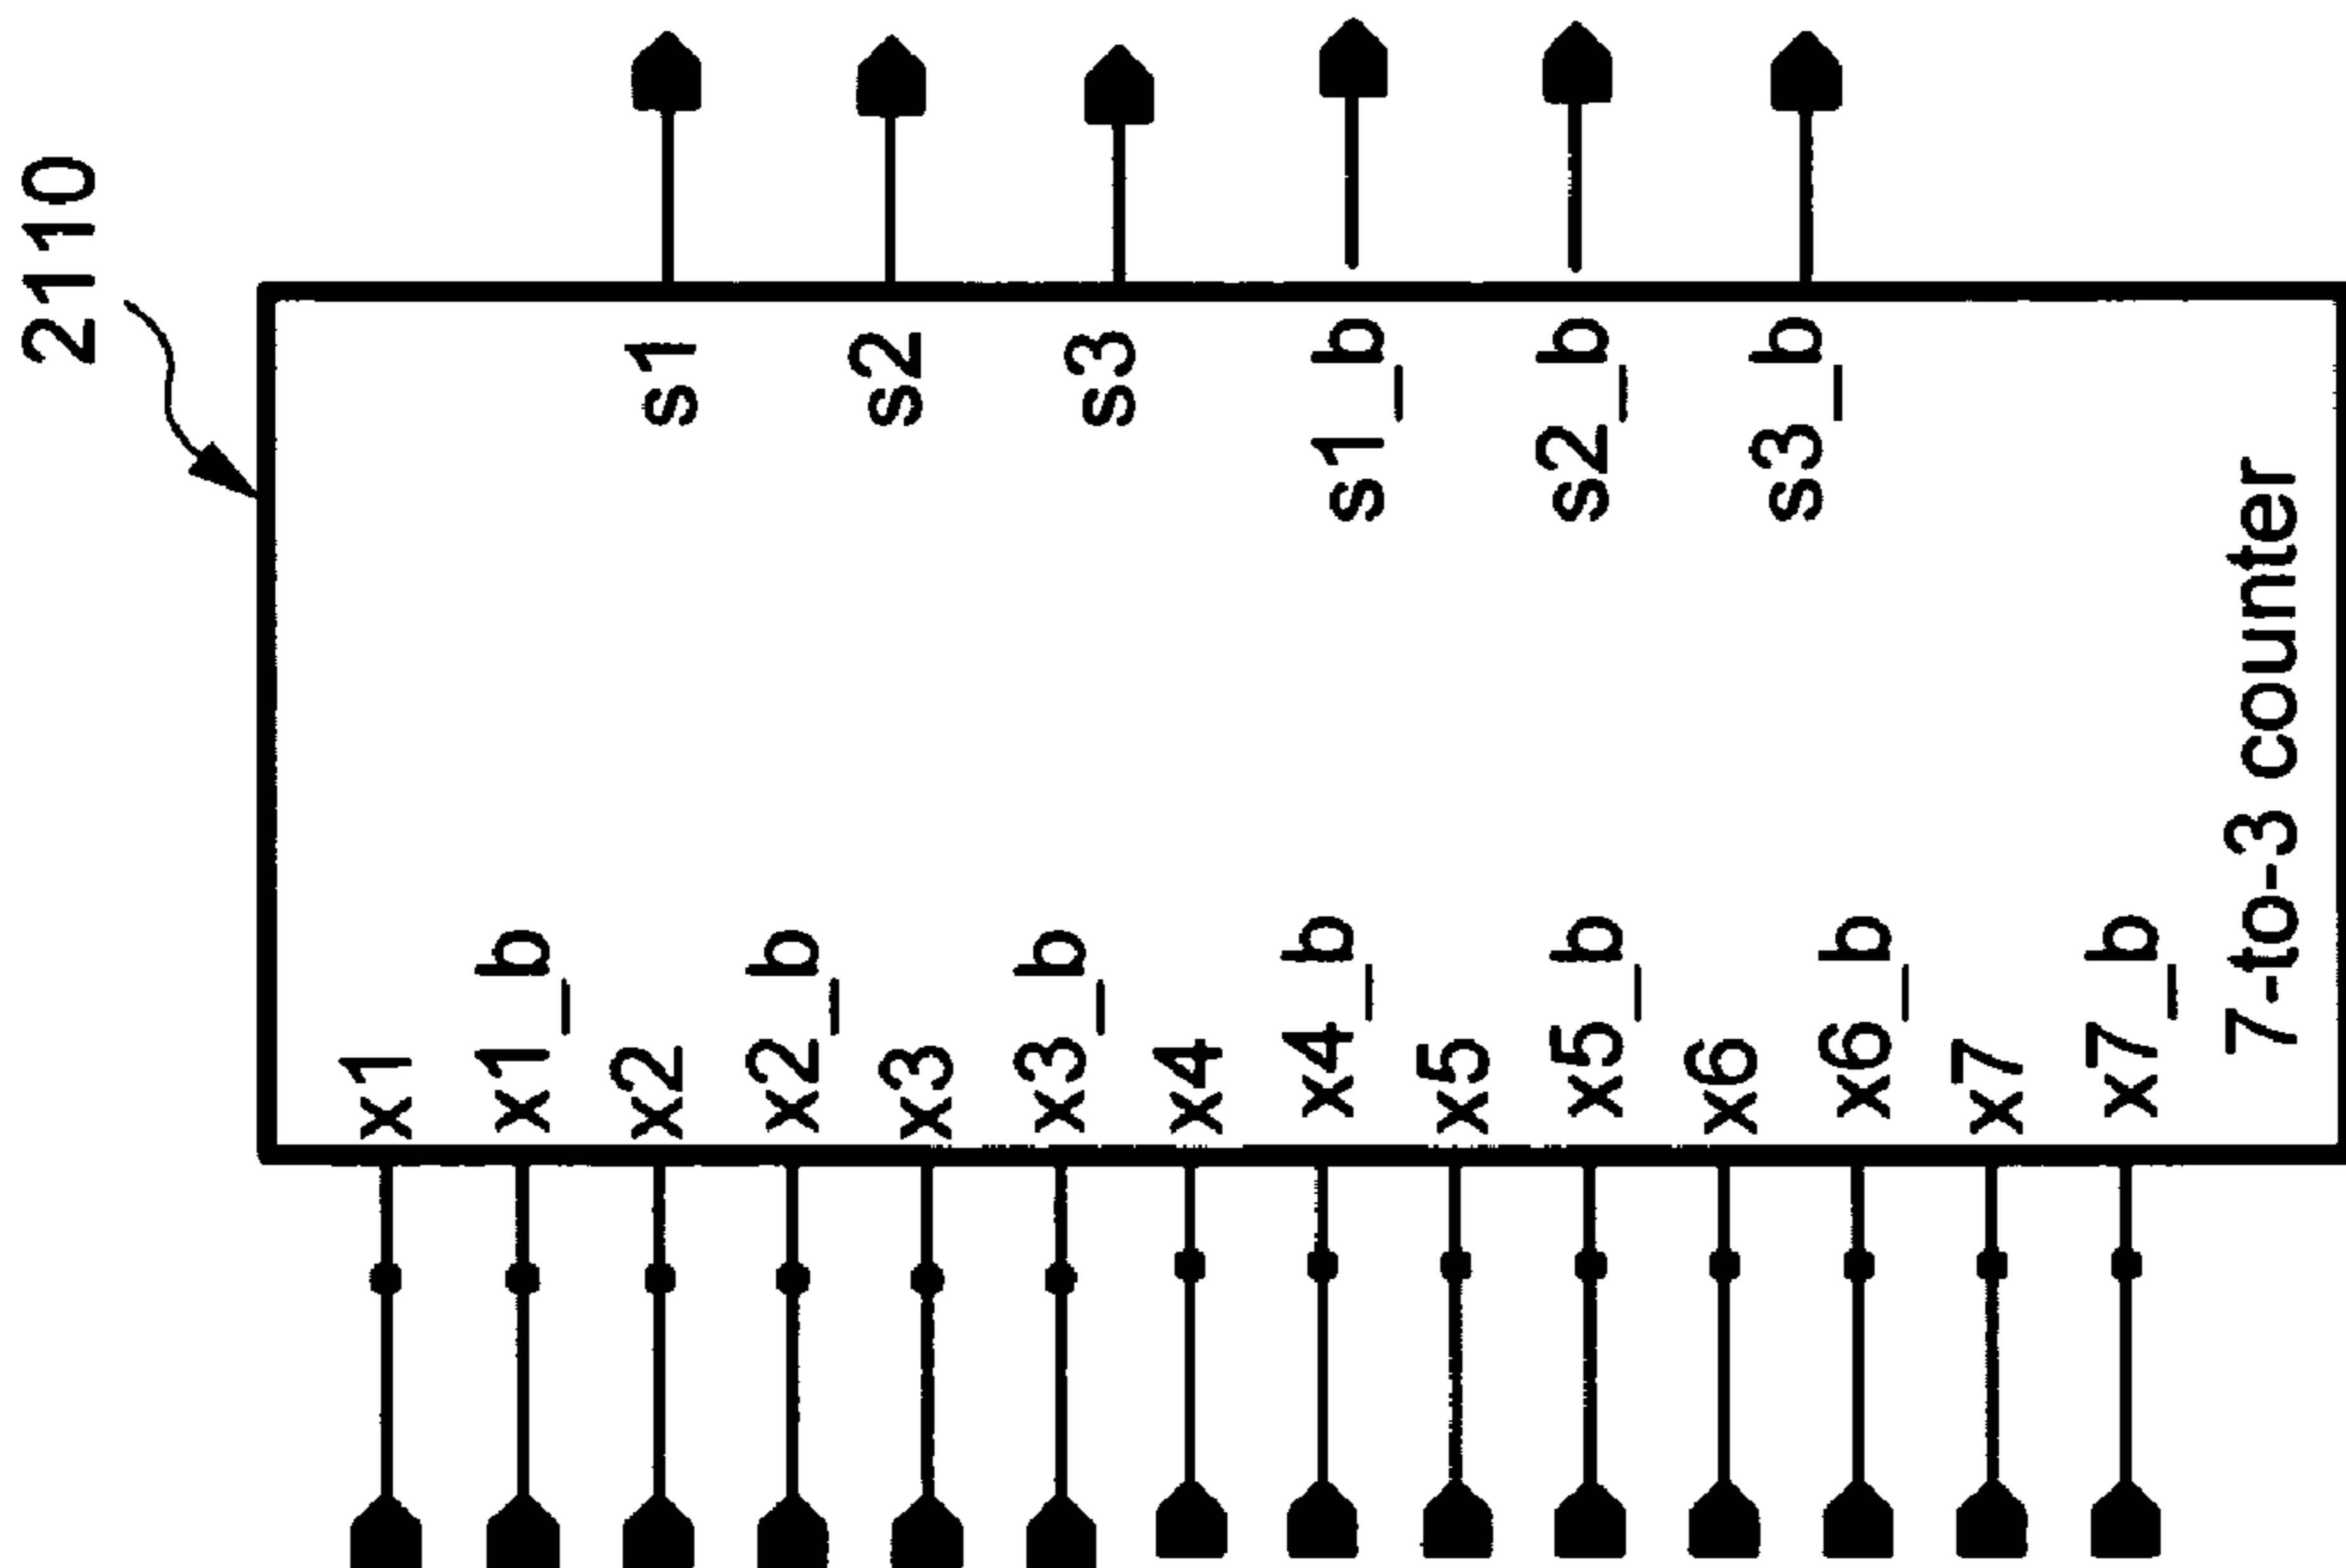 2110
x1
x1_b
x2
x2_b
x3
x3_b
x4
x4_b
x5
x5_b
x6
x6_b
x7
x7_b
s1
s2
s3
s1_b
s2_b
s3_b
7-to-3 counter